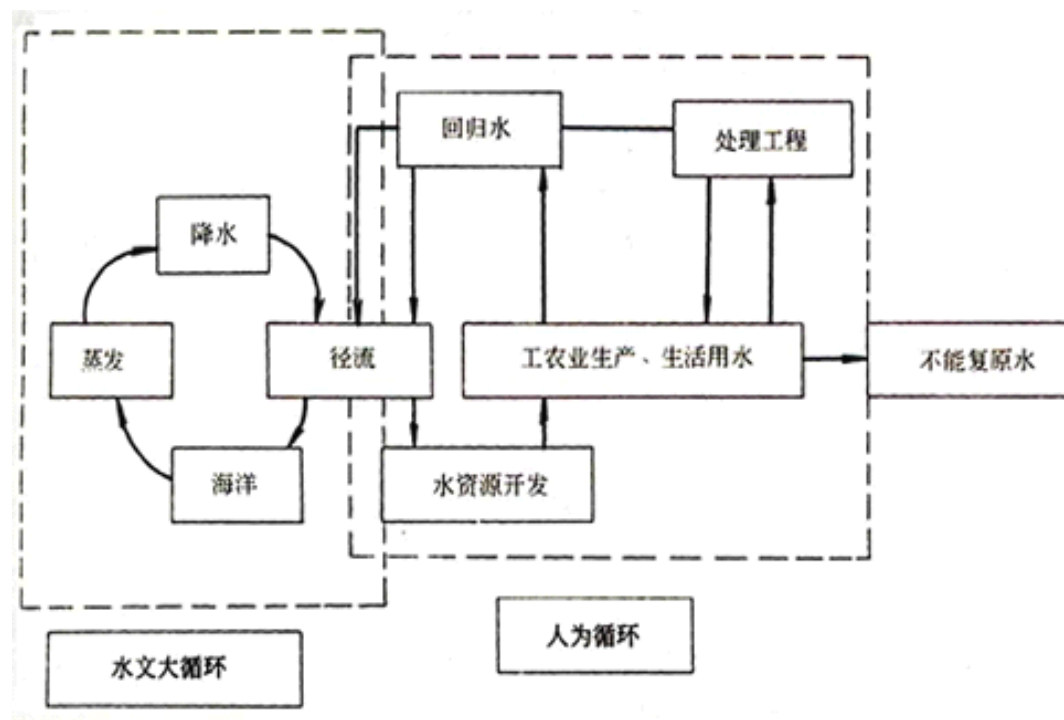 回归水
处理工程
降水
蒸发
径流
工农业生产、生活用水
不能复原水
海洋
水资源开发
人为循环
水文大循环